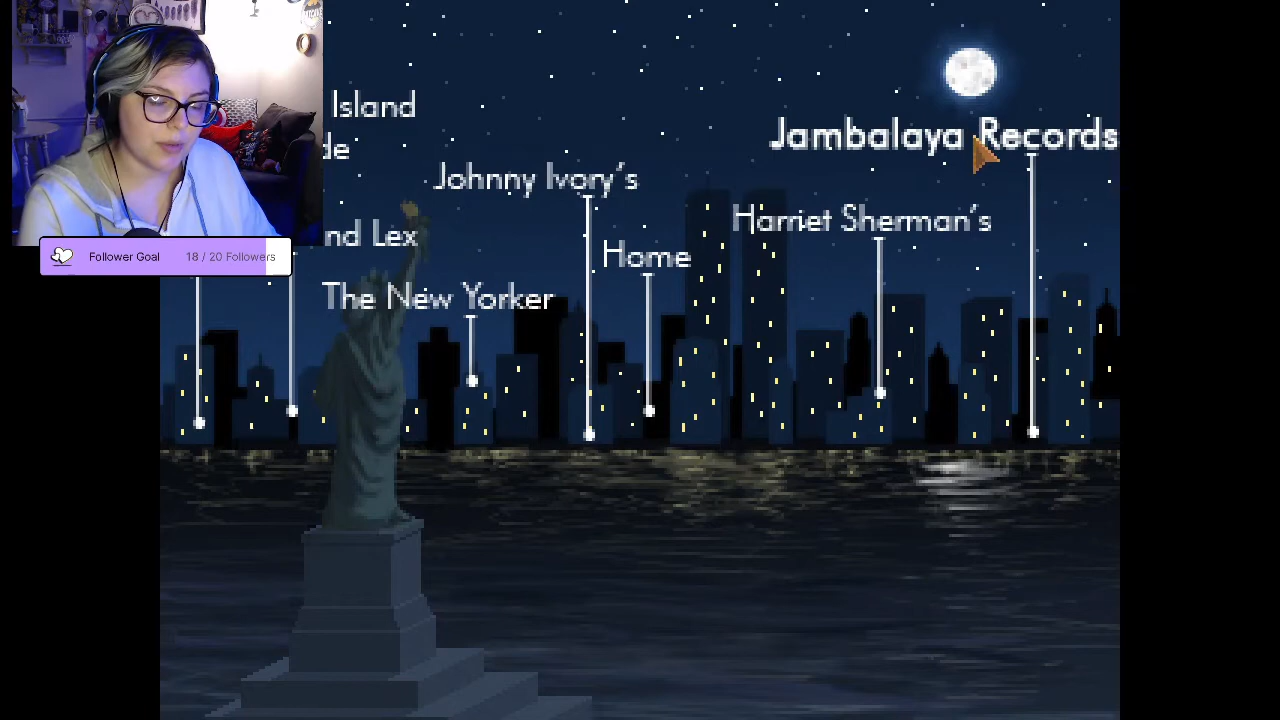 Island
de
Jambalaya Records
Johnny Ivory's
Harriet Sherman's
nd Lex
Home
Follower Goal 18 / 20 Followers
The New Yorker